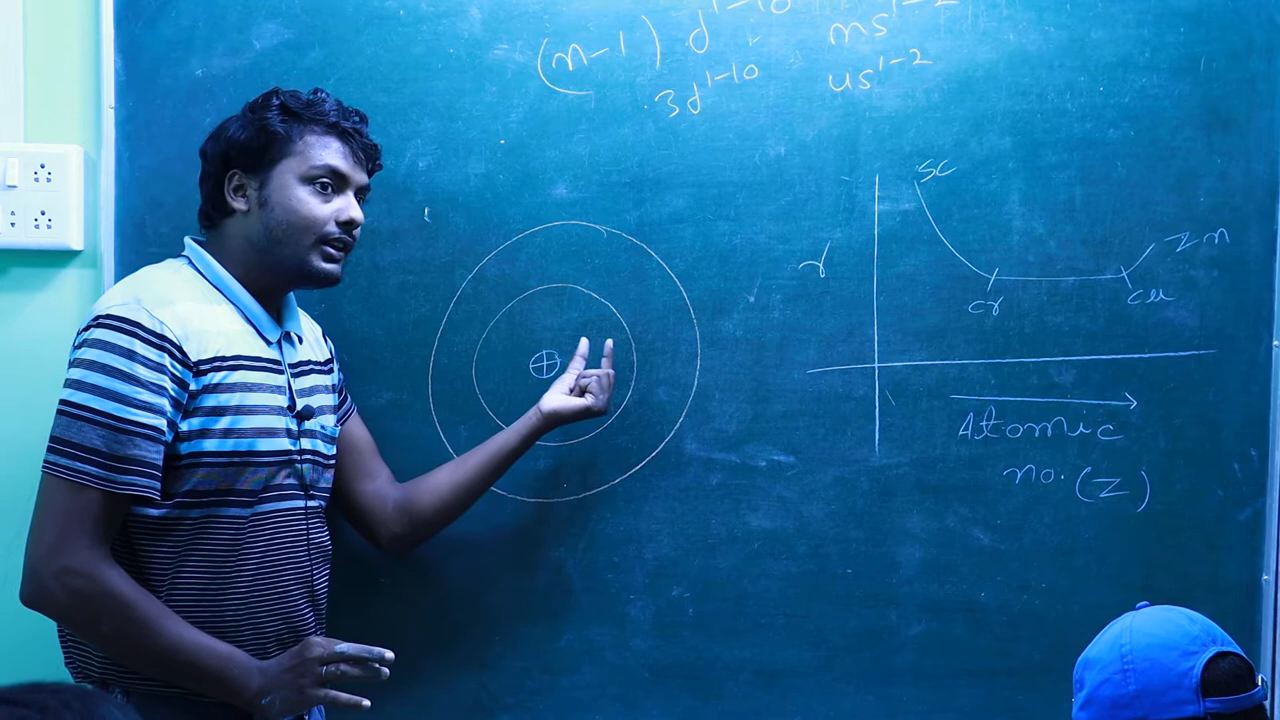 (n-1) d¹⁻¹⁰ ns¹⁻²
3d¹⁻¹⁰ 4s¹⁻²
Sc
r
Zn
Cr
Cu
Atomic
no. (Z)